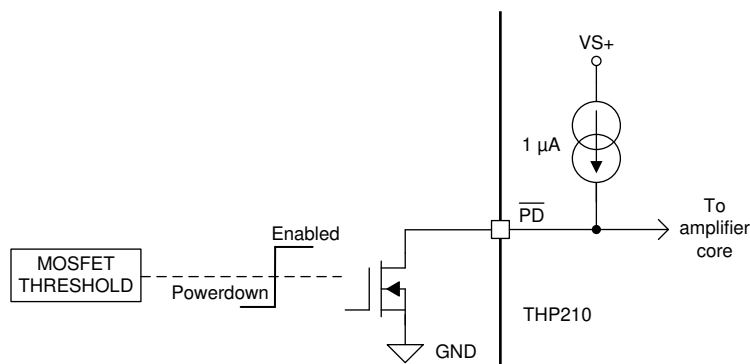 VS+
1 µA
PD
To
amplifier
core
Enabled
MOSFET
THRESHOLD
Powerdown
THP210
GND